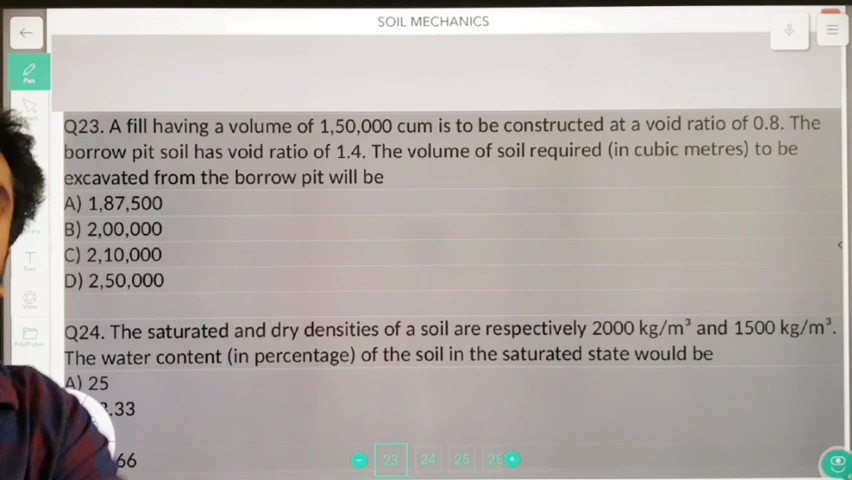 SOIL MECHANICS
Pen
Q23. A fill having a volume of 1,50,000 cum is to be constructed at a void ratio of 0.8. The
borrow pit soil has void ratio of 1.4. The volume of soil required (in cubic metres) to be
excavated from the borrow pit will be
A) 1,87,500
B) 2,00,000
C) 2,10,000
D) 2,50,000
Text
Q24. The saturated and dry densities of a soil are respectively 2000 kg/m³ and 1500 kg/m³.
The water content (in percentage) of the soil in the saturated state would be
A) 25
.33
66
23 24 25 26